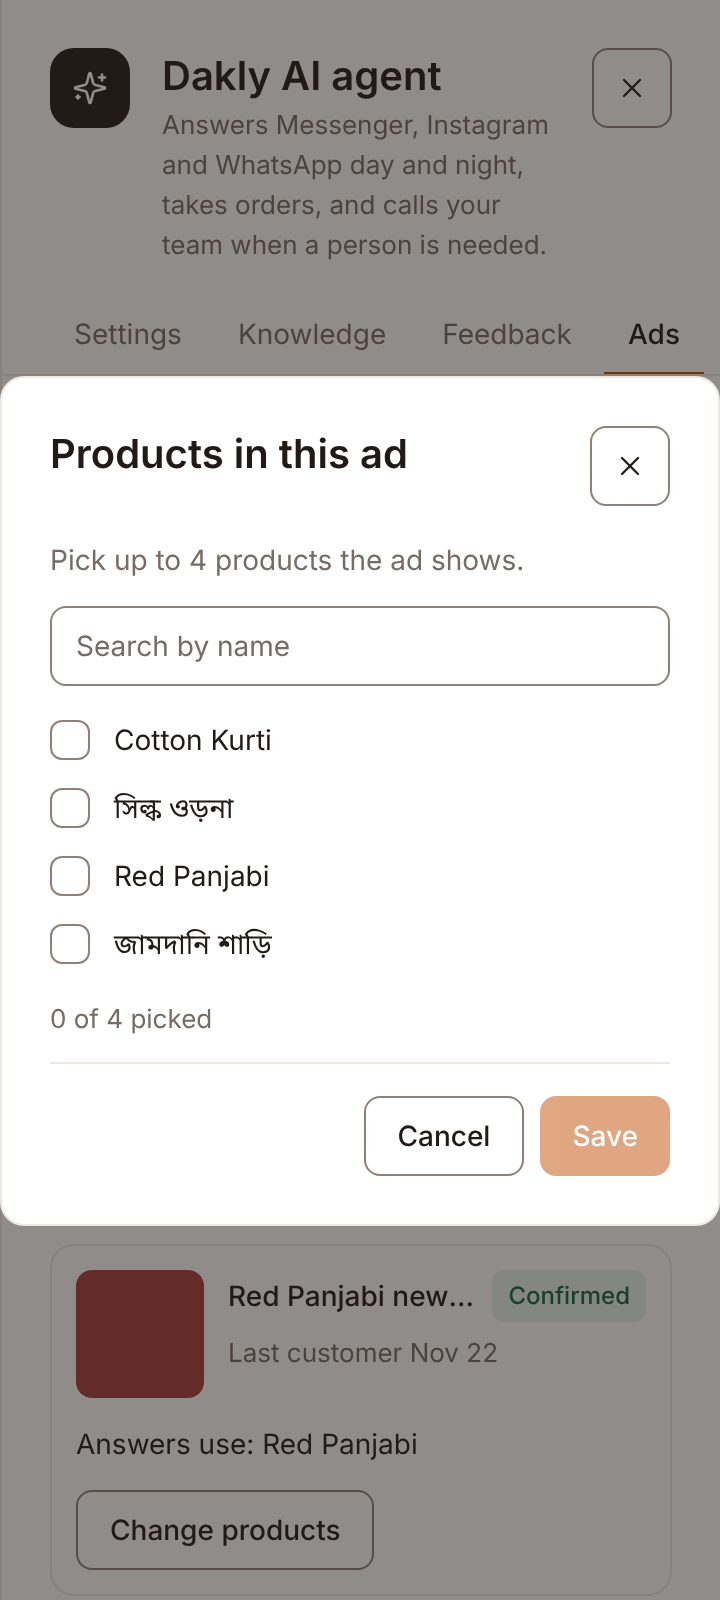 Dakly AI agent
Answers Messenger, Instagram
and WhatsApp day and night,
takes orders, and calls your
team when a person is needed.
Settings Knowledge Feedback Ads
Products in this ad
Pick up to 4 products the ad shows.
Search by name
Cotton Kurti
সিল্ক ওড়না
Red Panjabi
জামদানি শাড়ি
0 of 4 picked
Cancel Save
Red Panjabi new... Confirmed
Last customer Nov 22
Answers use: Red Panjabi
Change products